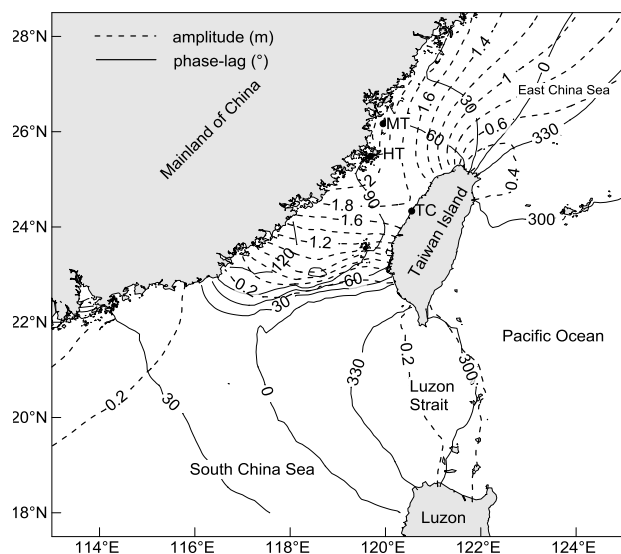 28°N
26°N
24°N
22°N
20°N
18°N
114°E
116°E
118°E
120°E
122°E
124°E
amplitude (m)
phase-lag (°)
Mainland of China
1.4
0
1
30
1.6
East China Sea
MT
60
0.6
330
HT
0.4
2
90
1.8
TC
Taiwan Island
300
1.6
1.2
120
0.2
60
30
Pacific Ocean
0.2
300
330
0
Luzon
Strait
0.2
30
South China Sea
Luzon